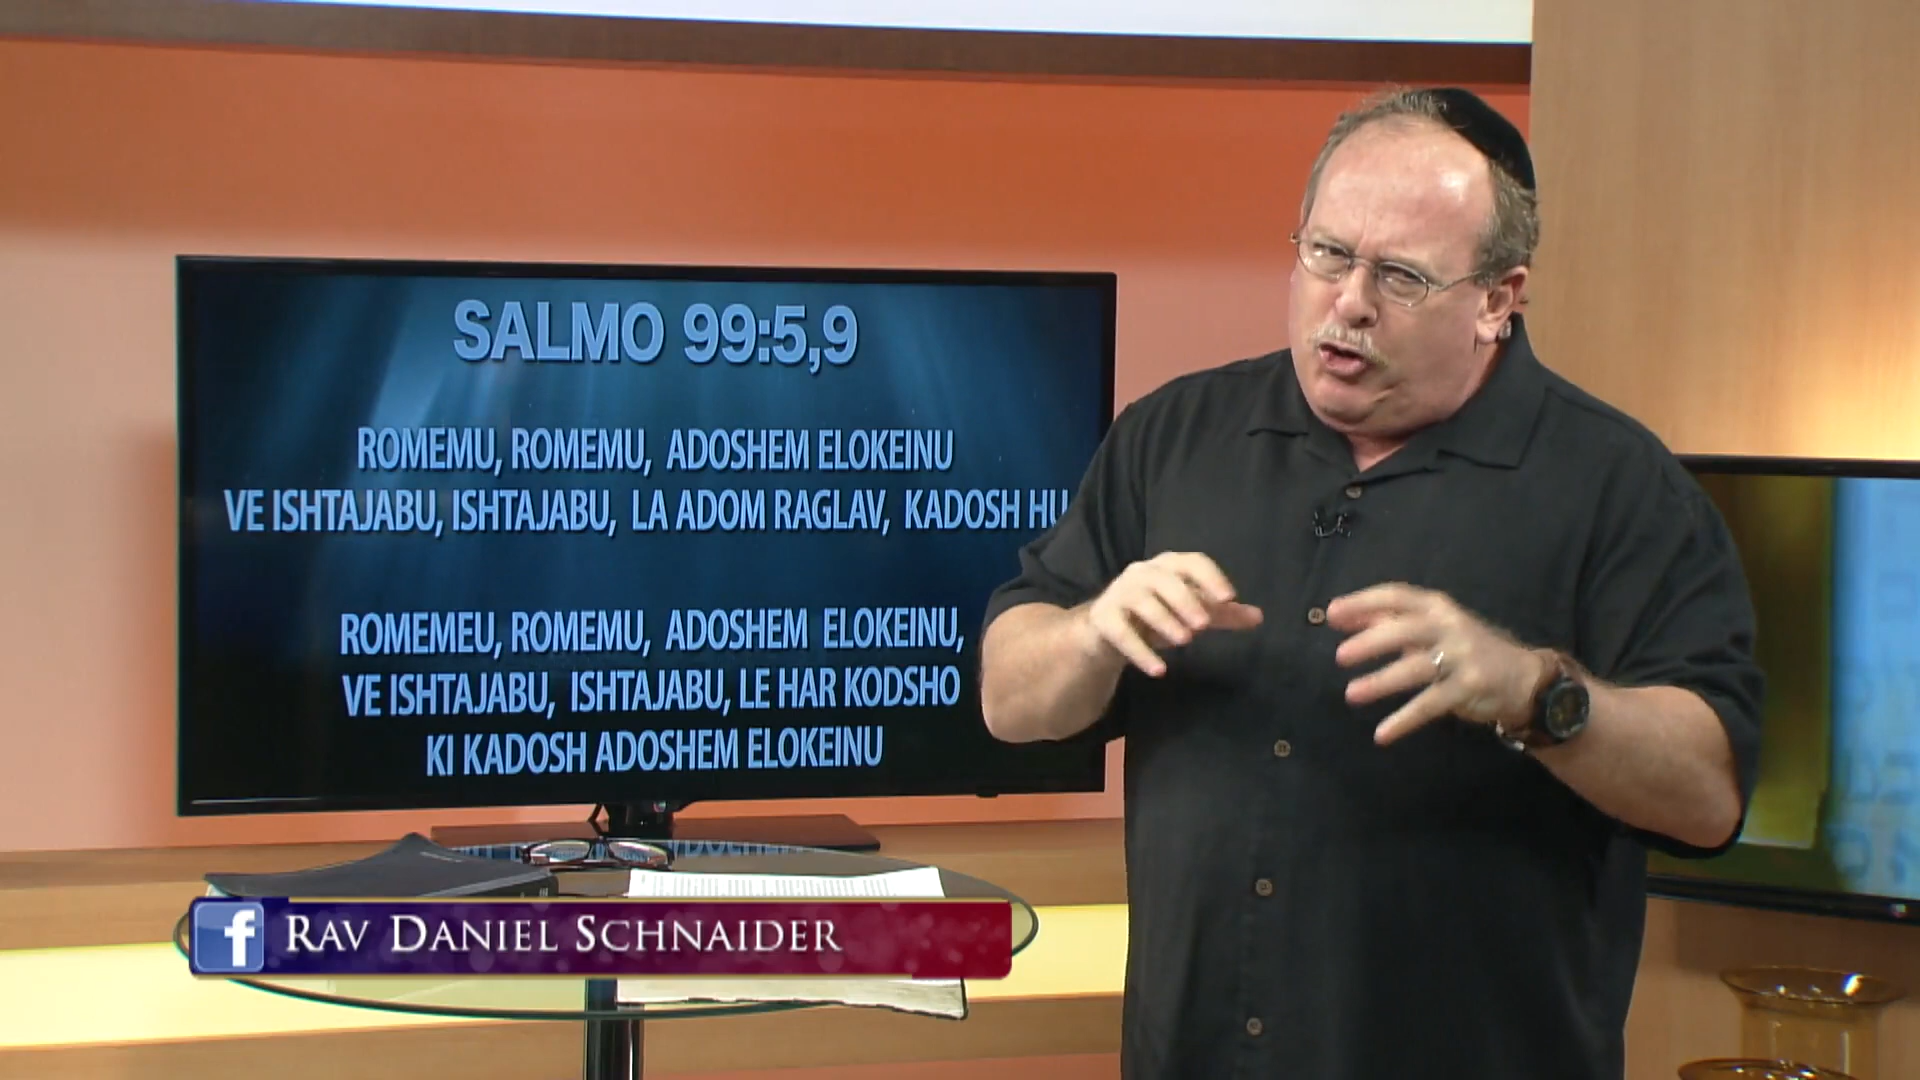 SALMO 99:5,9
ROMEMU, ROMEMU, ADOSHEM ELOKEINU
VE ISHTAJABU, ISHTAJABU, LA ADOM RAGLAV, KADOSH HU
ROMEMEU, ROMEMU, ADOSHEM ELOKEINU,
VE ISHTAJABU, ISHTAJABU, LE HAR KODSHO
KI KADOSH ADOSHEM ELOKEINU
f RAV DANIEL SCHNAIDER